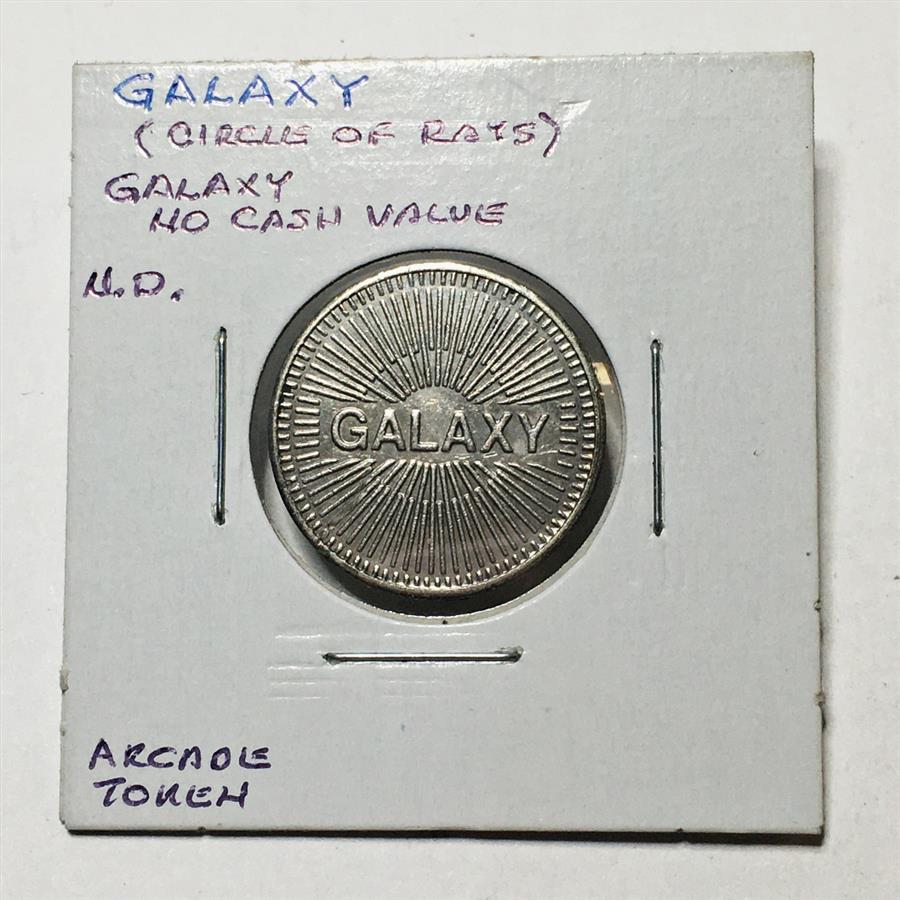 GALAXY
(CIRCLE OF RAYS)
GALAXY
NO CASH VALUE
N.D.
GALAXY
ARCADE
TOKEN